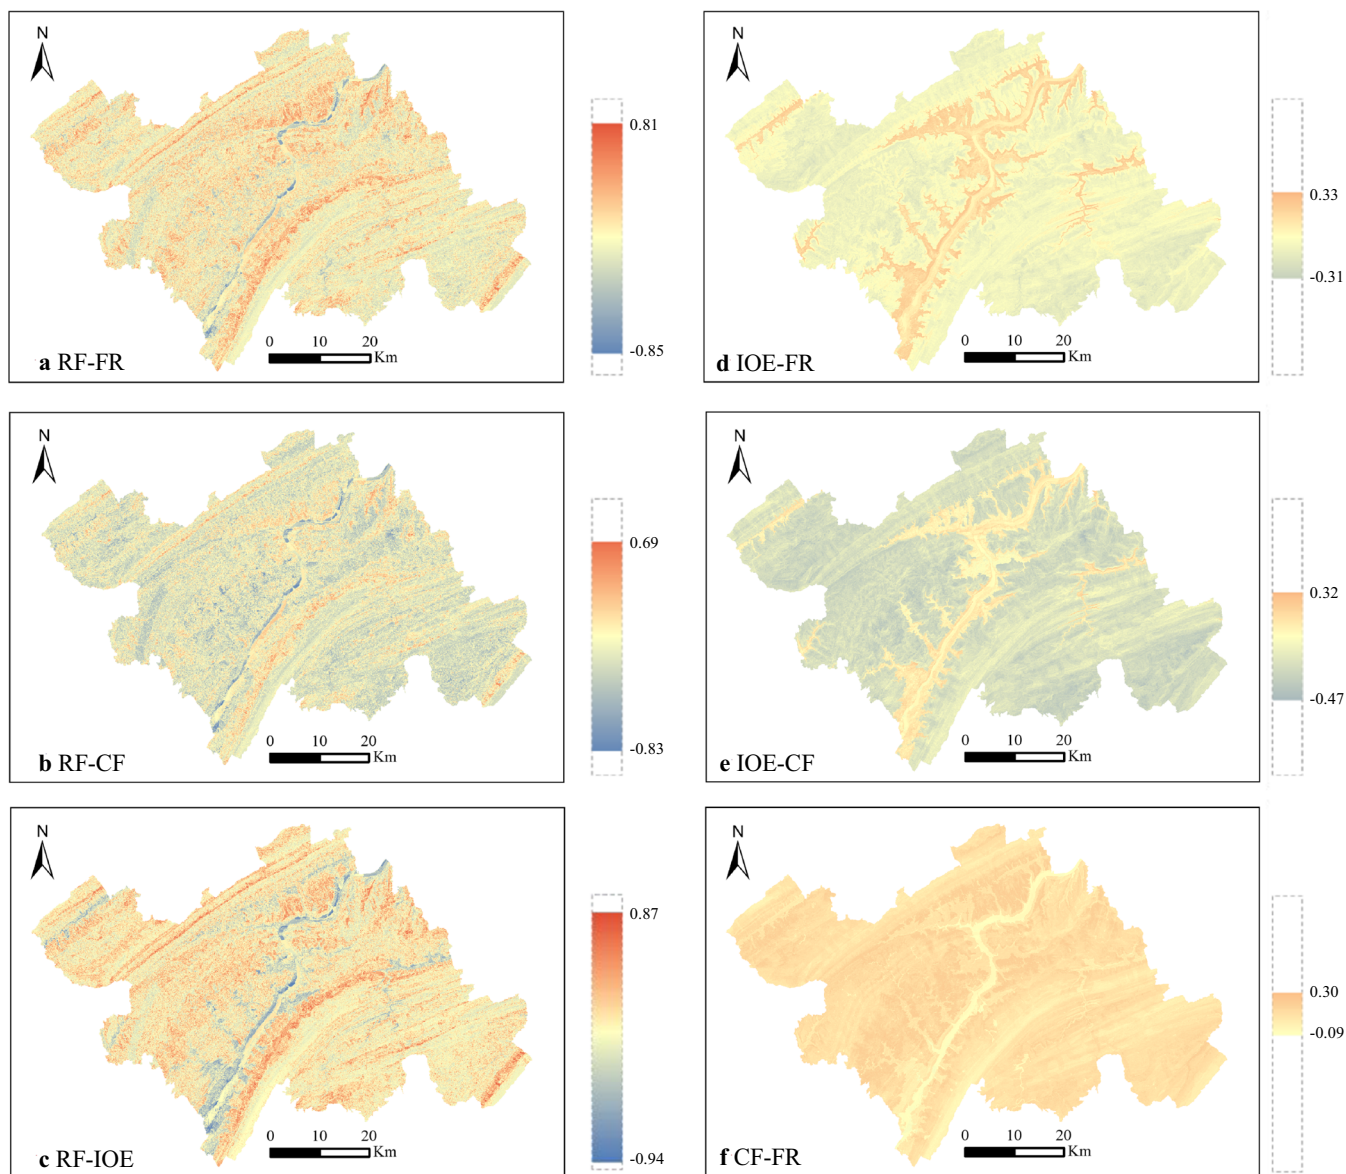 N
0.81
-0.85
0 10 20
Km
a RF-FR
N
0.33
-0.31
0 10 20
Km
d IOE-FR
N
0.69
-0.83
0 10 20
Km
b RF-CF
N
0.32
-0.47
0 10 20
Km
e IOE-CF
N
0.87
-0.94
0 10 20
Km
c RF-IOE
N
0.30
-0.09
0 10 20
Km
f CF-FR